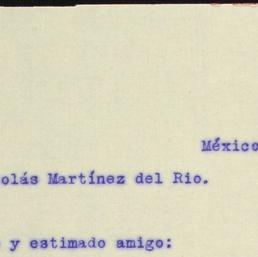 México
olás Martínez del Rio.
y estimado amigo: